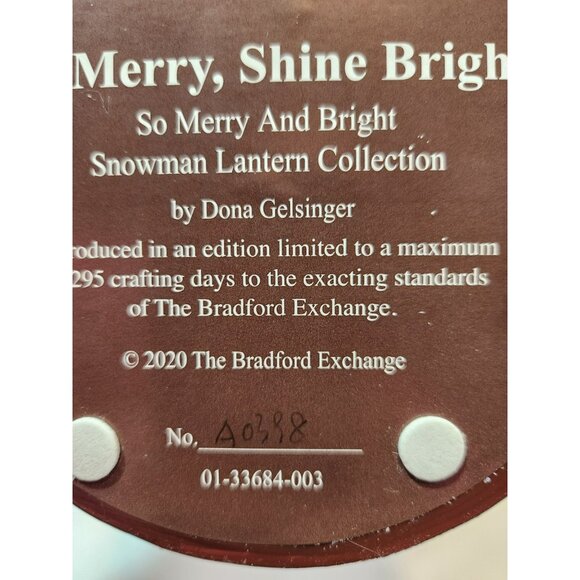 Merry, Shine Brigh
So Merry And Bright
Snowman Lantern Collection
by Dona Gelsinger
roduced in an edition limited to a maximum
295 crafting days to the exacting standards
of The Bradford Exchange.
© 2020 The Bradford Exchange
No. A0398
01-33684-003